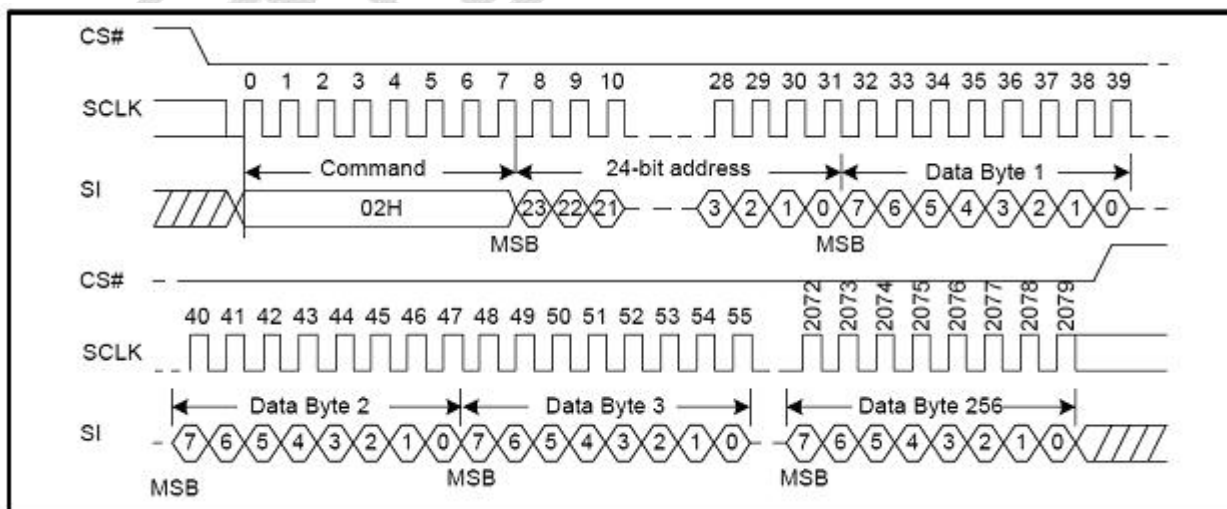 CS#
0 1 2 3 4 5 6 7 8 9 10 28 29 30 31 32 33 34 35 36 37 38 39
SCLK
Command 24-bit address Data Byte 1
SI 02H 23 22 21 3 2 1 0 7 6 5 4 3 2 1 0
MSB MSB
CS#
40 41 42 43 44 45 46 47 48 49 50 51 52 53 54 55 2072 2073 2074 2075 2076 2077 2078 2079
SCLK
Data Byte 2 Data Byte 3 Data Byte 256
SI 7 6 5 4 3 2 1 0 7 6 5 4 3 2 1 0 7 6 5 4 3 2 1 0
MSB MSB MSB